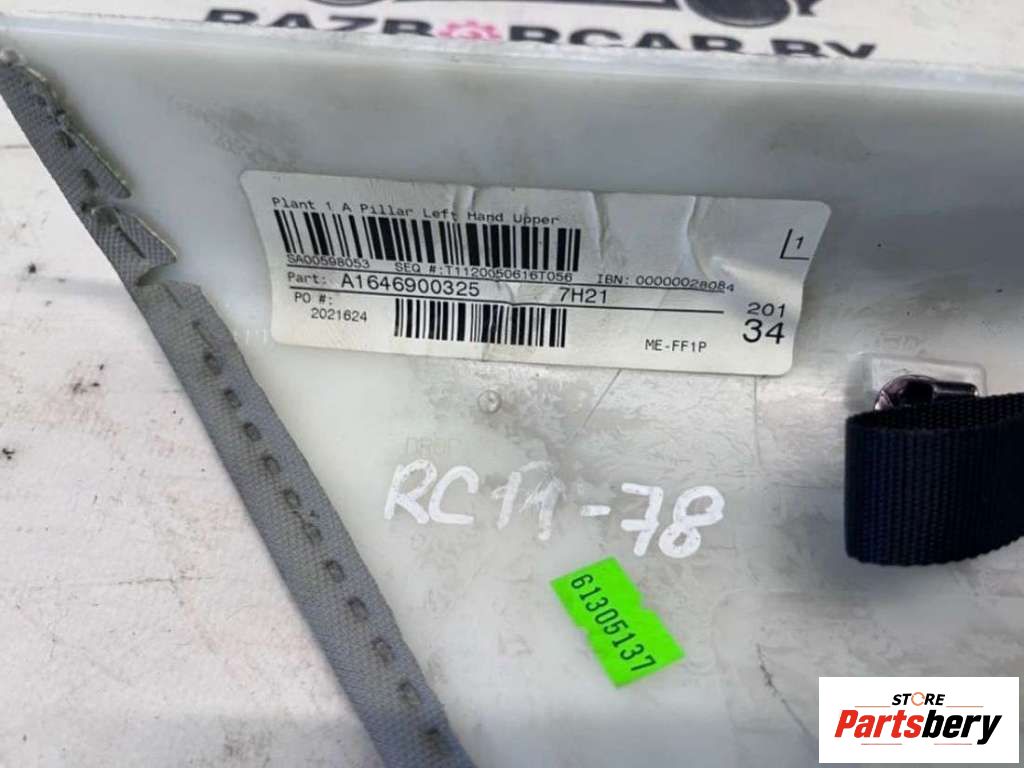 RAZBORCAR.BY
Plant 1 A Pillar Left Hand Upper
1
SA00598053 SEQ #:T1120050616T056 IBN: 00000028084
Part: A1646900325 7H21
201
PO #:
2021624
34
ME-FF1P
RC11-78
61305137
STORE
Partsbery